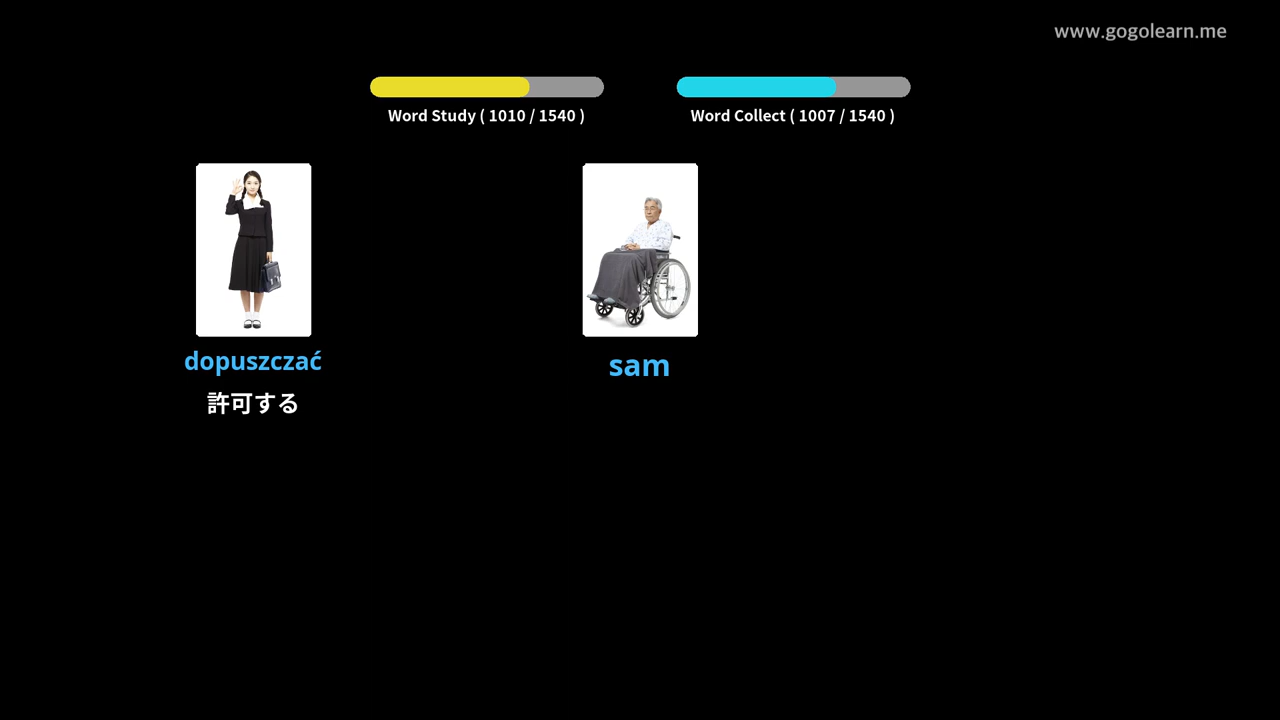 www.gogolearn.me
Word Study ( 1010 / 1540 )
Word Collect ( 1007 / 1540 )
dopuszczać
許可する
sam